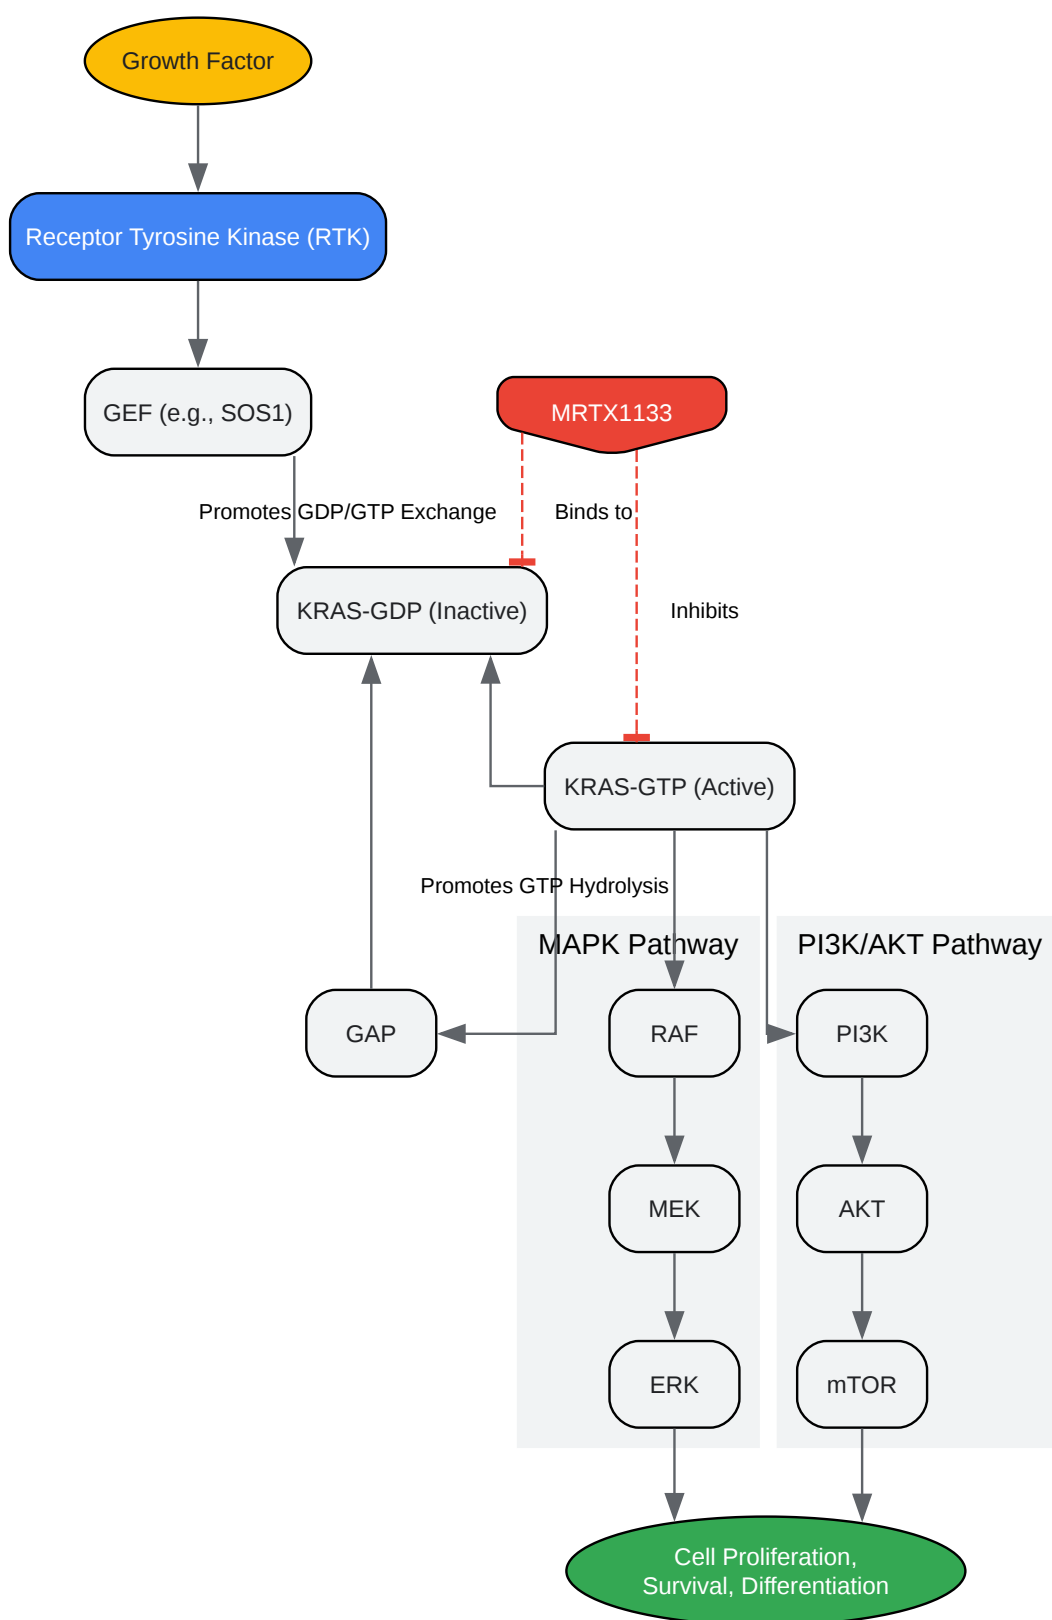 Growth Factor
Receptor Tyrosine Kinase (RTK)
GEF (e.g., SOS1)
MRTX1133
Promotes GDP/GTP Exchange
Binds to
KRAS-GDP (Inactive)
Inhibits
KRAS-GTP (Active)
Promotes GTP Hydrolysis
MAPK Pathway
PI3K/AKT Pathway
GAP
RAF
PI3K
MEK
AKT
ERK
mTOR
Cell Proliferation,
Survival, Differentiation